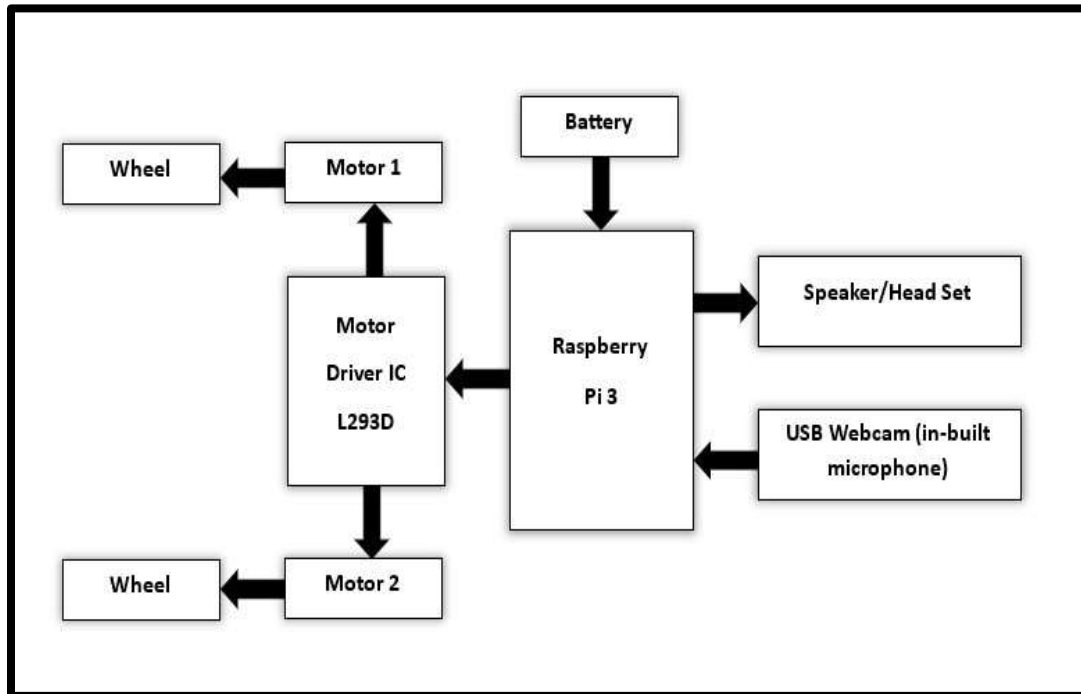 Battery
Wheel
Motor 1
Motor
Driver IC
L293D
Raspberry
Pi 3
Speaker/Head Set
USB Webcam (in-built
microphone)
Wheel
Motor 2